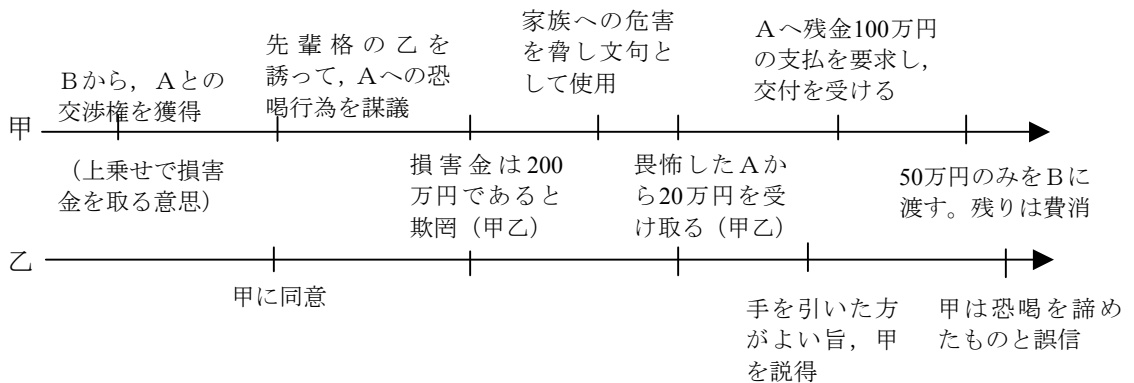 Bから，Aとの
交渉権を獲得
先輩格の乙を
誘って，Aへの恐
喝行為を謀議
家族への危害
を脅し文句と
して使用
Aへ残金100万円
の支払を要求し，
交付を受ける
甲
（上乗せで損害
金を取る意思）
損害金は200
万円であると
欺罔（甲乙）
畏怖したAか
ら20万円を受
け取る（甲乙）
50万円のみをBに
渡す。残りは費消
乙
甲に同意
手を引いた方
がよい旨，甲
を説得
甲は恐喝を諦め
たものと誤信